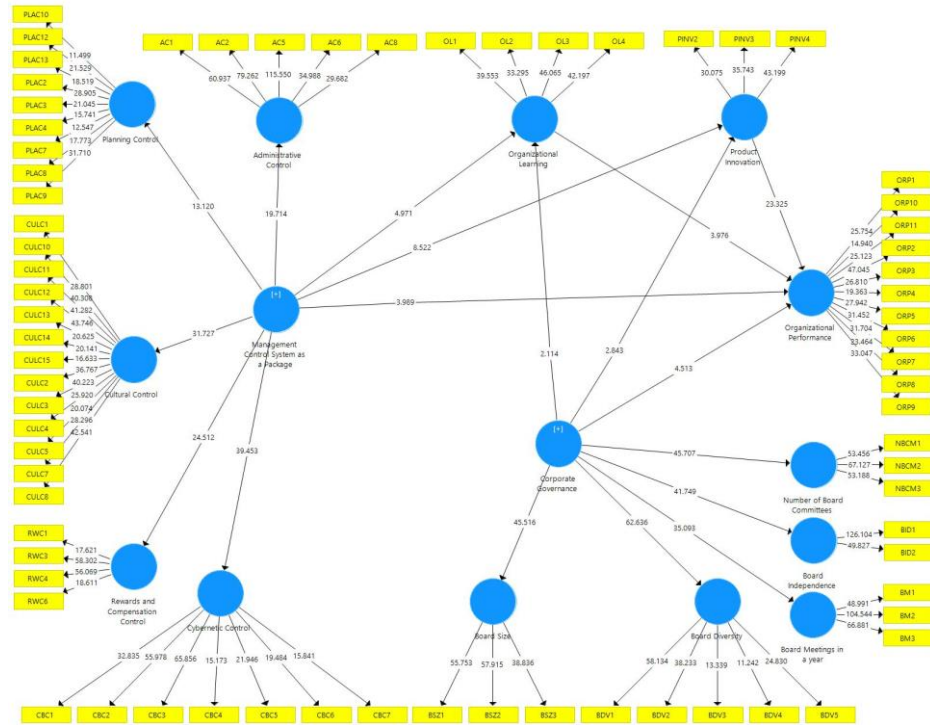 PLAC10
PLAC12
PLAC13
PLAC2
PLAC3
PLAC4
PLAC7
PLAC8
PLAC9
11.499
21.529
18.519
28.905
21.045
15.741
12.547
17.773
31.710
Planning Control
AC1
AC2
AC5
AC6
AC8
60.937
79.262
115.550
34.988
29.682
Administrative
Control
OL1
OL2
OL3
OL4
39.553
33.295
46.065
42.197
Organizational
Learning
PINV2
PINV3
PINV4
30.075
35.743
43.199
Product
Innovation
13.120
19.714
4.971
8.522
3.976
23.325
3.989
2.114
2.843
4.513
31.727
24.512
39.453
[+]
Management
Control System as
a Package
CULC1
CULC10
CULC11
CULC12
CULC13
CULC14
CULC15
CULC2
CULC3
CULC4
CULC5
CULC7
CULC8
28.801
40.308
41.282
43.746
20.625
20.141
16.633
36.767
40.223
25.920
20.074
28.296
42.541
Cultural Control
ORP1
ORP10
ORP11
ORP2
ORP3
ORP4
ORP5
ORP6
ORP7
ORP8
ORP9
25.754
14.940
25.123
47.045
26.810
19.363
27.942
31.452
31.704
33.047
Organizational
Performance
[+]
Corporate
Governance
45.707
41.749
35.093
62.636
45.516
NBCM1
NBCM2
NBCM3
53.456
67.127
53.188
Number of Board
Committees
BID1
BID2
126.104
49.827
Board
Independence
BM1
BM2
BM3
48.991
104.544
66.881
Board Meetings in
a year
RWC1
RWC3
RWC4
RWC6
17.621
58.302
56.069
18.611
Rewards and
Compensation
Control
Cybernetic Control
32.835
55.978
65.856
15.173
21.946
19.484
15.841
CBC1
CBC2
CBC3
CBC4
CBC5
CBC6
CBC7
Board Size
55.753
57.915
38.836
BSZ1
BSZ2
BSZ3
Board Diversity
58.134
38.233
13.339
11.242
24.830
BDV1
BDV2
BDV3
BDV4
BDV5